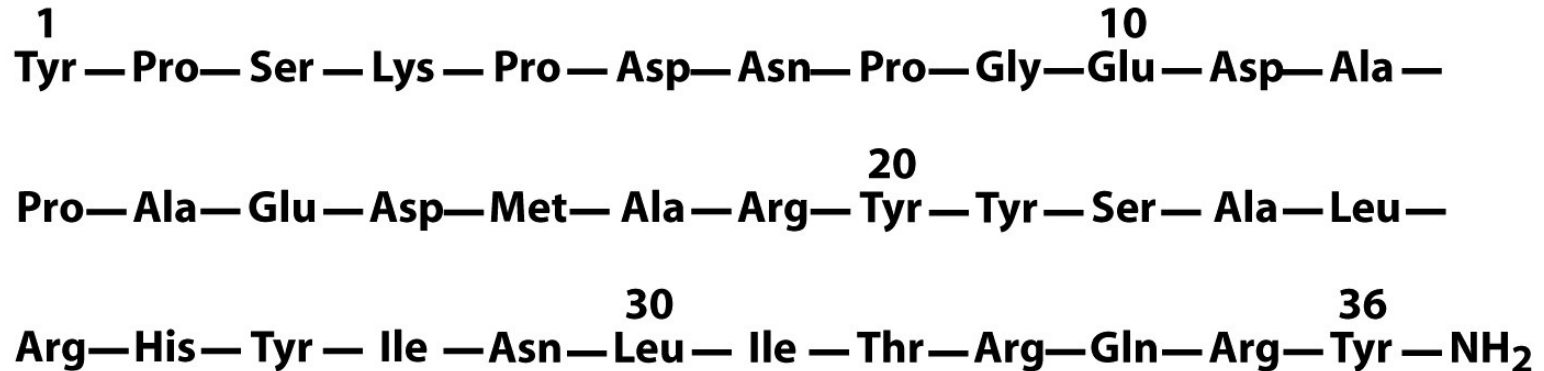 1 10
Tyr — Pro — Ser — Lys — Pro — Asp — Asn — Pro — Gly — Glu — Asp — Ala —
20
Pro — Ala — Glu — Asp — Met — Ala — Arg — Tyr — Tyr — Ser — Ala — Leu —
30 36
Arg — His — Tyr — Ile — Asn — Leu — Ile — Thr — Arg — Gln — Arg — Tyr — NH₂